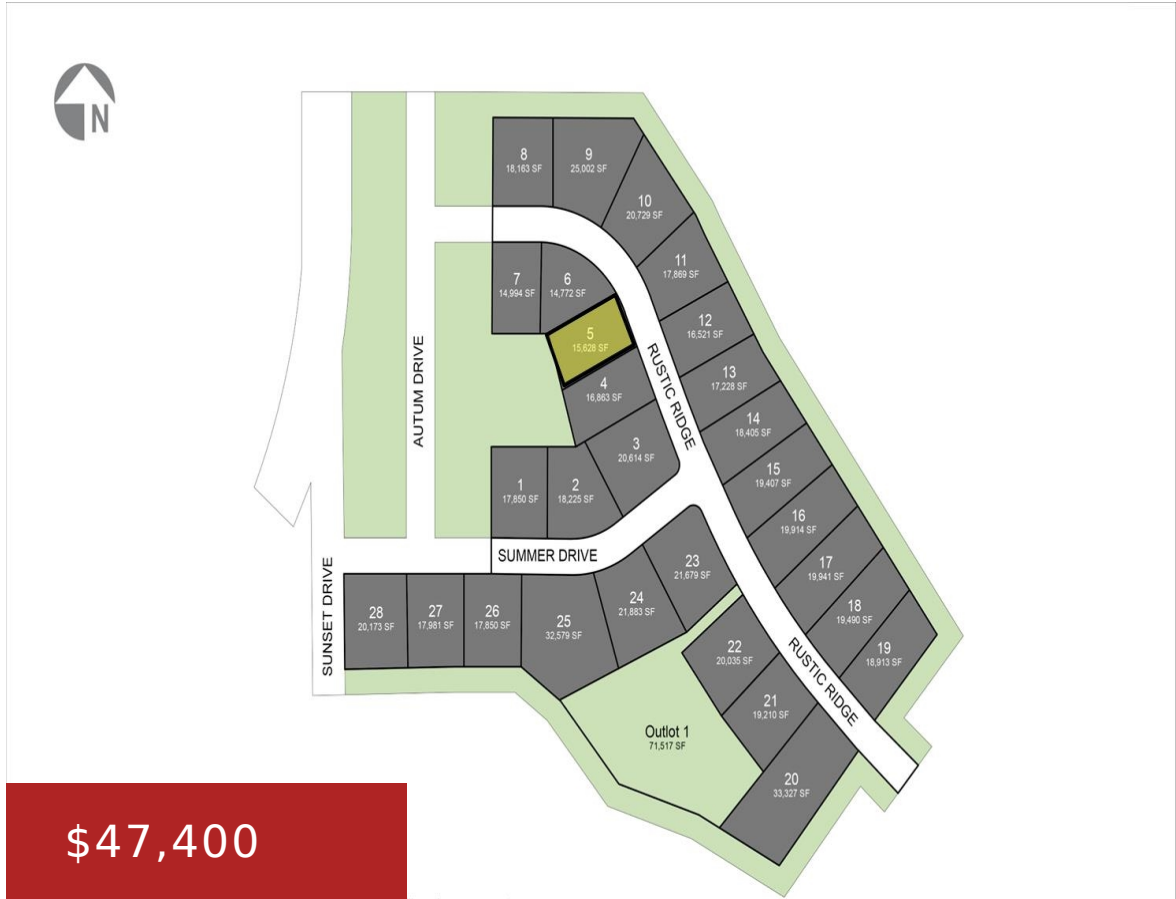 N
8
18,163 SF
9
25,002 SF
10
20,729 SF
11
17,869 SF
7
14,994 SF
6
14,772 SF
12
16,521 SF
5
15,628 SF
13
17,228 SF
4
16,863 SF
14
18,405 SF
AUTUM DRIVE
RUSTIC RIDGE
3
20,614 SF
15
19,407 SF
1
17,850 SF
2
18,225 SF
16
19,914 SF
SUMMER DRIVE
17
19,941 SF
23
21,679 SF
SUNSET DRIVE
28
20,173 SF
27
17,981 SF
26
17,850 SF
25
32,579 SF
24
21,883 SF
18
19,490 SF
22
20,035 SF
19
18,913 SF
RUSTIC RIDGE
21
19,210 SF
Outlot 1
71,517 SF
20
33,327 SF
$47,400